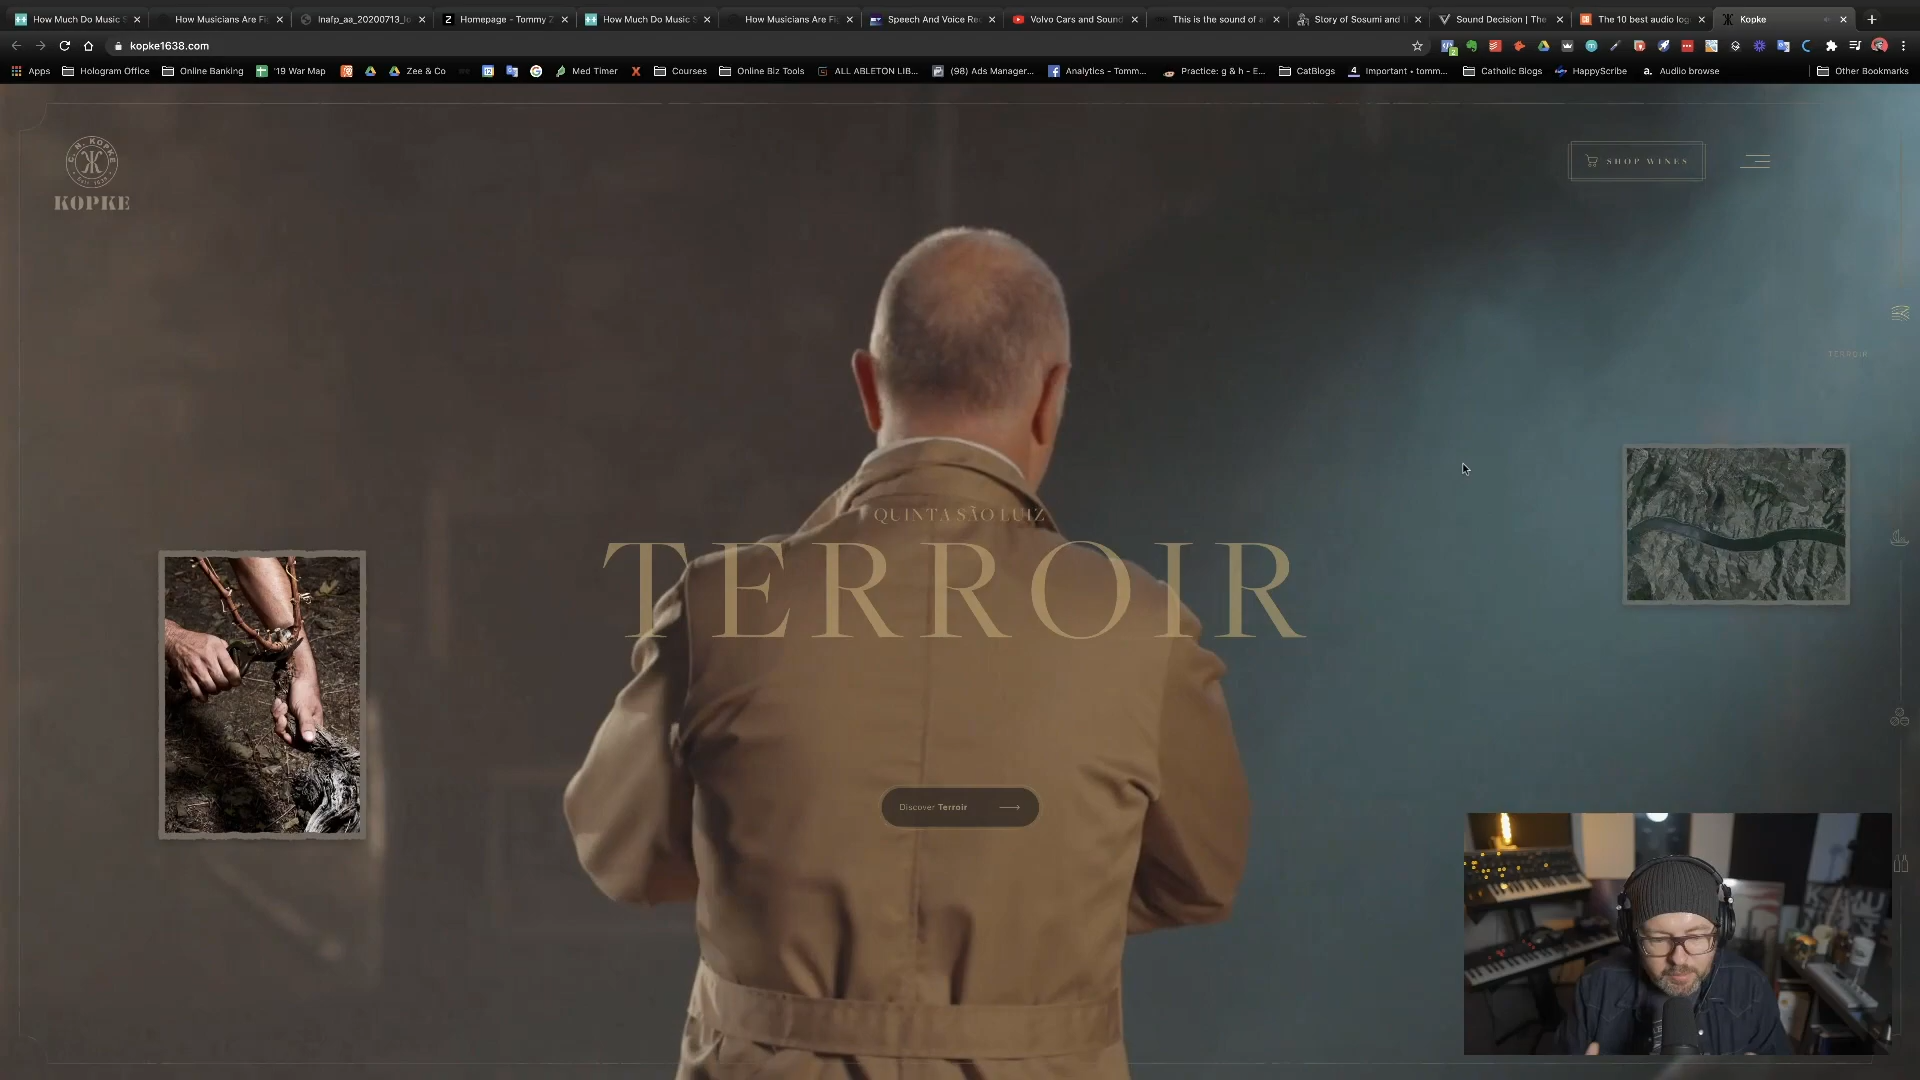 How Much Do Music S
How Musicians Are Fi
lnafp_aa_20200713_lo
Homepage - Tommy Z
How Much Do Music S
How Musicians Are Fi
Speech And Voice Rec
Volvo Cars and Sound
This is the sound of a
Story of Sosumi and t
Sound Decision | The
The 10 best audio log
Kopke
kopke1638.com
Apps
Hologram Office
Online Banking
'19 War Map
Zee & Co
Med Timer
Courses
Online Biz Tools
ALL ABLETON LIB...
(98) Ads Manager...
Analytics - Tomm...
Practice: g & h - E...
CatBlogs
Important • tomm...
Catholic Blogs
HappyScribe
Audiio browse
Other Bookmarks
C. N. KOPKE
KOPKE
SHOP WINES
TERROIR
QUINTA SÃO LUIZ
TERROIR
Discover Terroir